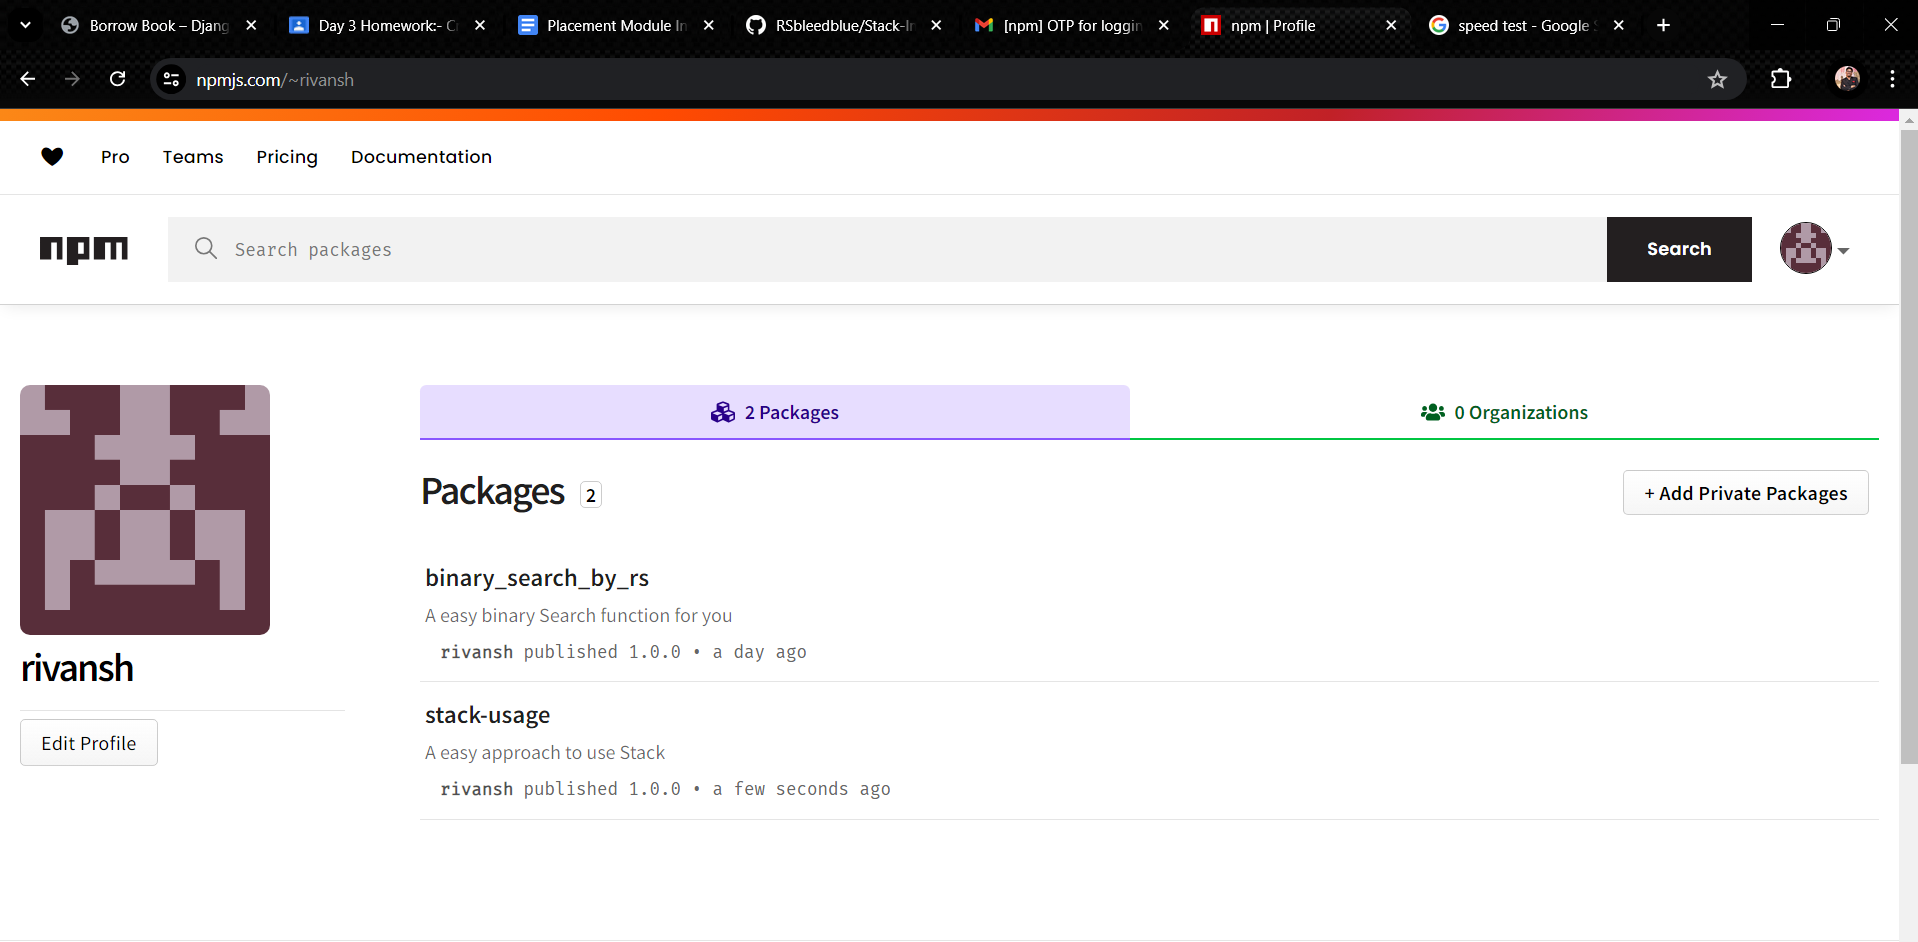 Borrow Book – Djang
Day 3 Homework:- C
Placement Module In
RSbleedblue/Stack-In
[npm] OTP for loggin
npm | Profile
speed test - Google S
npmjs.com/~rivansh
Pro Teams Pricing Documentation
npm
Search packages
Search
2 Packages
0 Organizations
Packages 2
+ Add Private Packages
binary_search_by_rs
A easy binary Search function for you
rivansh published 1.0.0 • a day ago
rivansh
stack-usage
A easy approach to use Stack
rivansh published 1.0.0 • a few seconds ago
Edit Profile